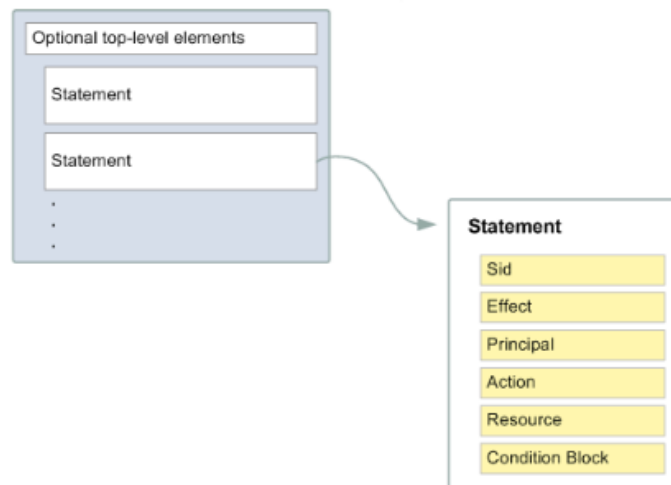 Optional top-level elements
Statement
Statement
.
.
.
Statement
Sid
Effect
Principal
Action
Resource
Condition Block